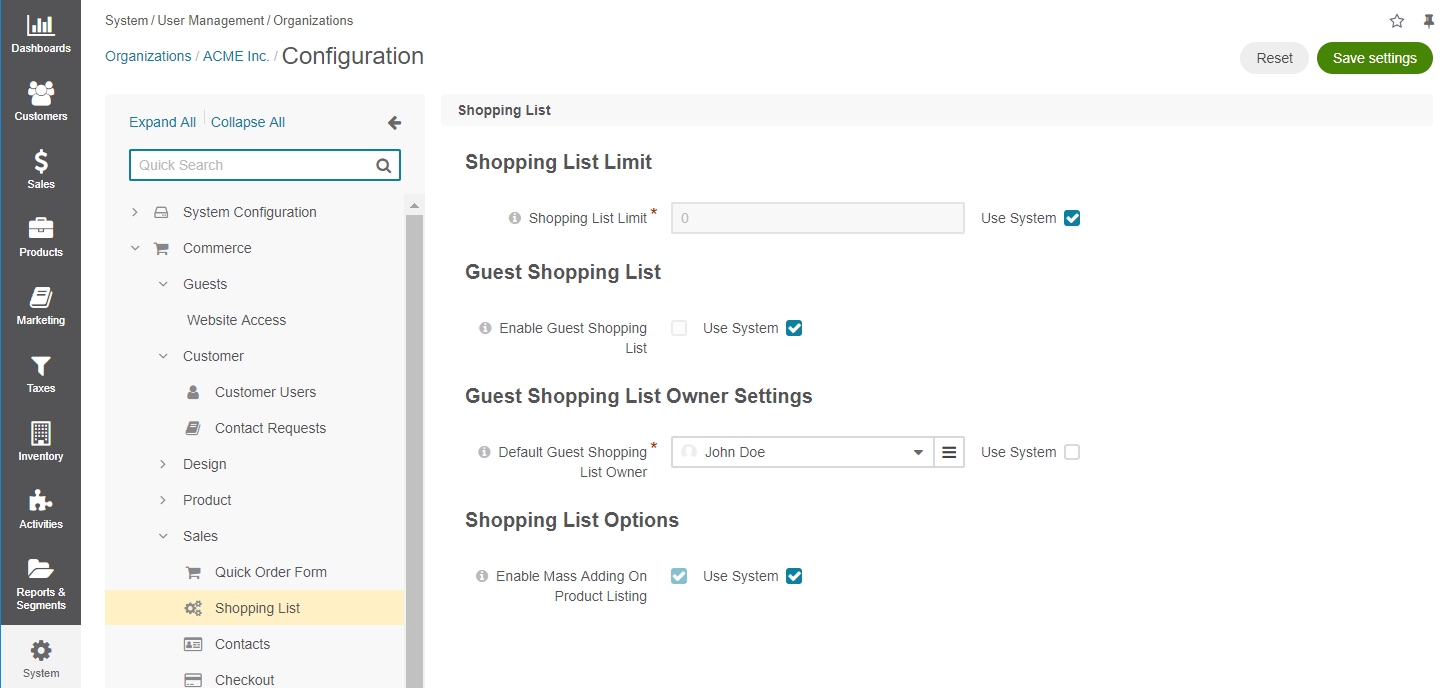 Dashboards
Customers
Sales
Products
Marketing
Taxes
Inventory
Activities
Reports &
Segments
System
System / User Management / Organizations
Organizations / ACME Inc. / Configuration
Reset
Save settings
Expand All
Collapse All
Quick Search
System Configuration
Commerce
Guests
Website Access
Customer
Customer Users
Contact Requests
Design
Product
Sales
Quick Order Form
Shopping List
Contacts
Checkout
Shopping List
Shopping List Limit
Shopping List Limit *
0
Use System
Guest Shopping List
Enable Guest Shopping
List
Use System
Guest Shopping List Owner Settings
Default Guest Shopping *
List Owner
John Doe
Use System
Shopping List Options
Enable Mass Adding On
Product Listing
Use System